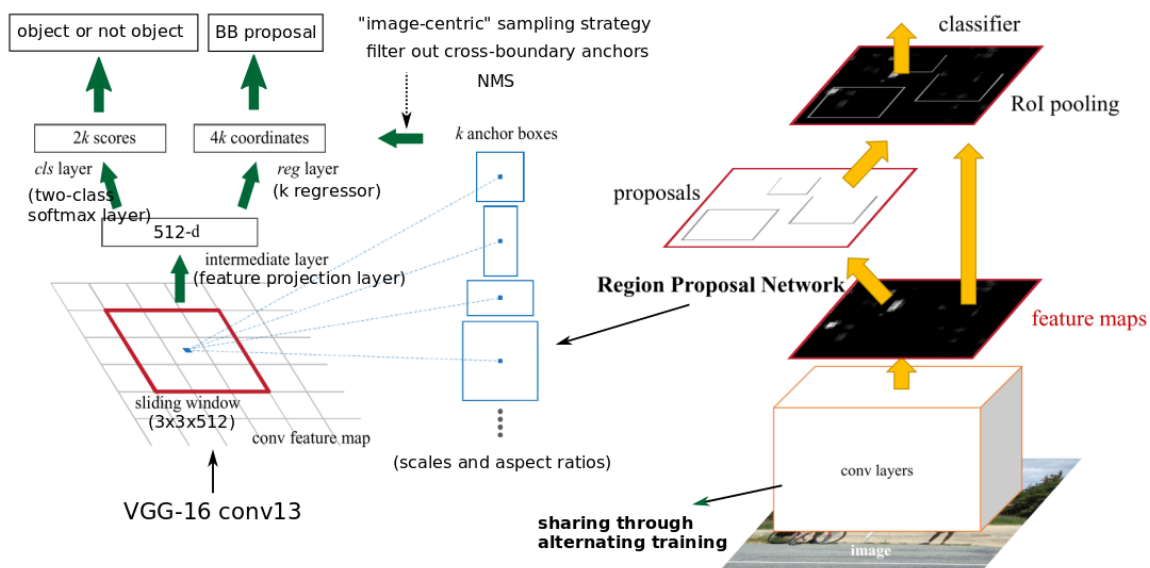 object or not object
BB proposal
"image-centric" sampling strategy
filter out cross-boundary anchors
NMS
2k scores
4k coordinates
k anchor boxes
cls layer
(two-class
softmax layer)
reg layer
(k regressor)
512-d
intermediate layer
(feature projection layer)
sliding window
(3x3x512)
conv feature map
VGG-16 conv13
(scales and aspect ratios)
classifier
RoI pooling
proposals
Region Proposal Network
feature maps
conv layers
sharing through
alternating training
image